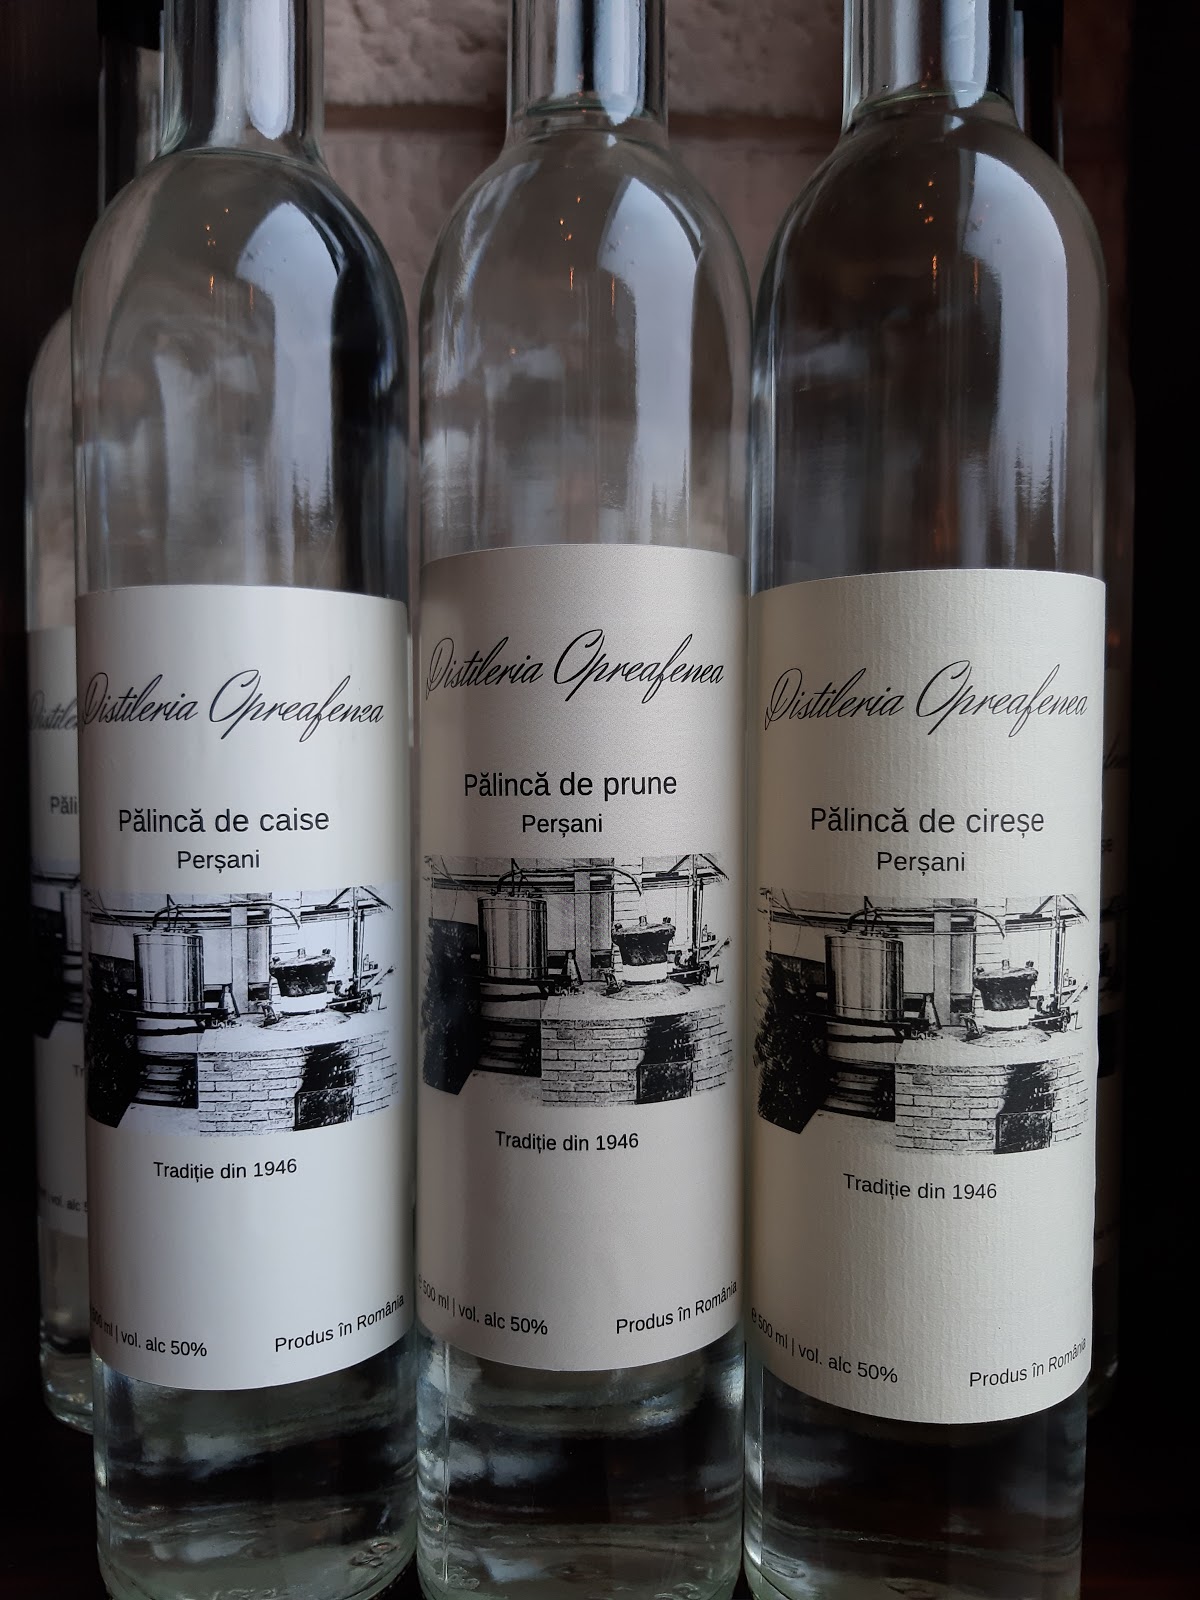 Distileria Opreafenea
Pălincă de caise
Perșani
Tradiție din 1946
500 ml | vol. alc 50%
Produs în România
Distileria Opreafenea
Pălincă de prune
Perșani
Tradiție din 1946
e 500 ml | vol. alc 50%
Produs în România
Distileria Opreafenea
Pălincă de cireșe
Perșani
Tradiție din 1946
e 500 ml | vol. alc 50%
Produs în România